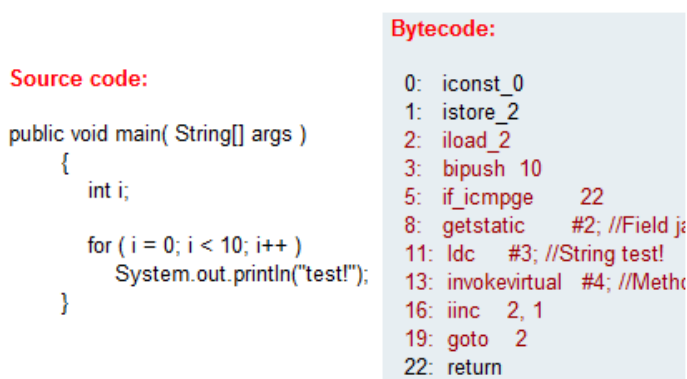 Source code:
public void main( String[] args )
{
int i;
for ( i = 0; i < 10; i++ )
System.out.println("test!");
}
Bytecode:
0: iconst_0
1: istore_2
2: iload_2
3: bipush 10
5: if_icmpge 22
8: getstatic #2; //Field ja
11: ldc #3; //String test!
13: invokevirtual #4; //Metho
16: iinc 2, 1
19: goto 2
22: return